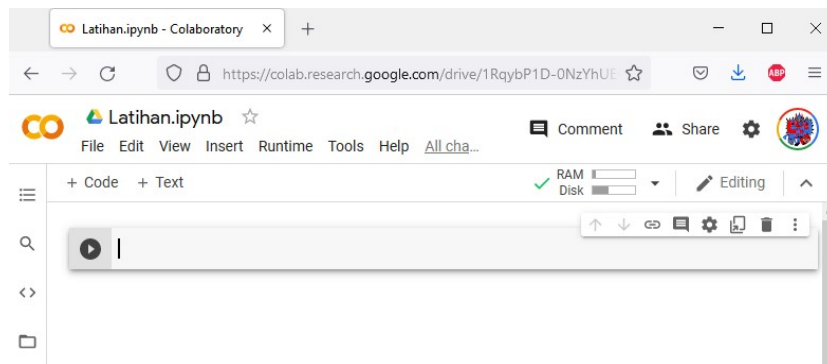 Latihan.ipynb - Colaboratory
https://colab.research.google.com/drive/1RqybP1D-0NzYhUE
ABP
Latihan.ipynb
Comment
Share
File Edit View Insert Runtime Tools Help All cha...
+ Code + Text
RAM
Disk
Editing